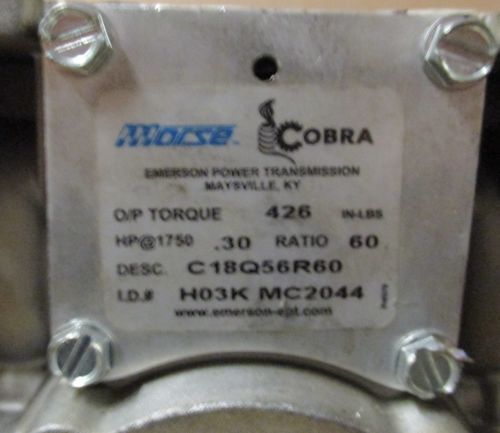 Morse COBRA
EMERSON POWER TRANSMISSION
MAYSVILLE, KY
O/P TORQUE 426 IN-LBS
HP@1750 .30 RATIO 60
DESC. C18Q56R60
I.D.# H03K MC2044
www.emerson-ept.com